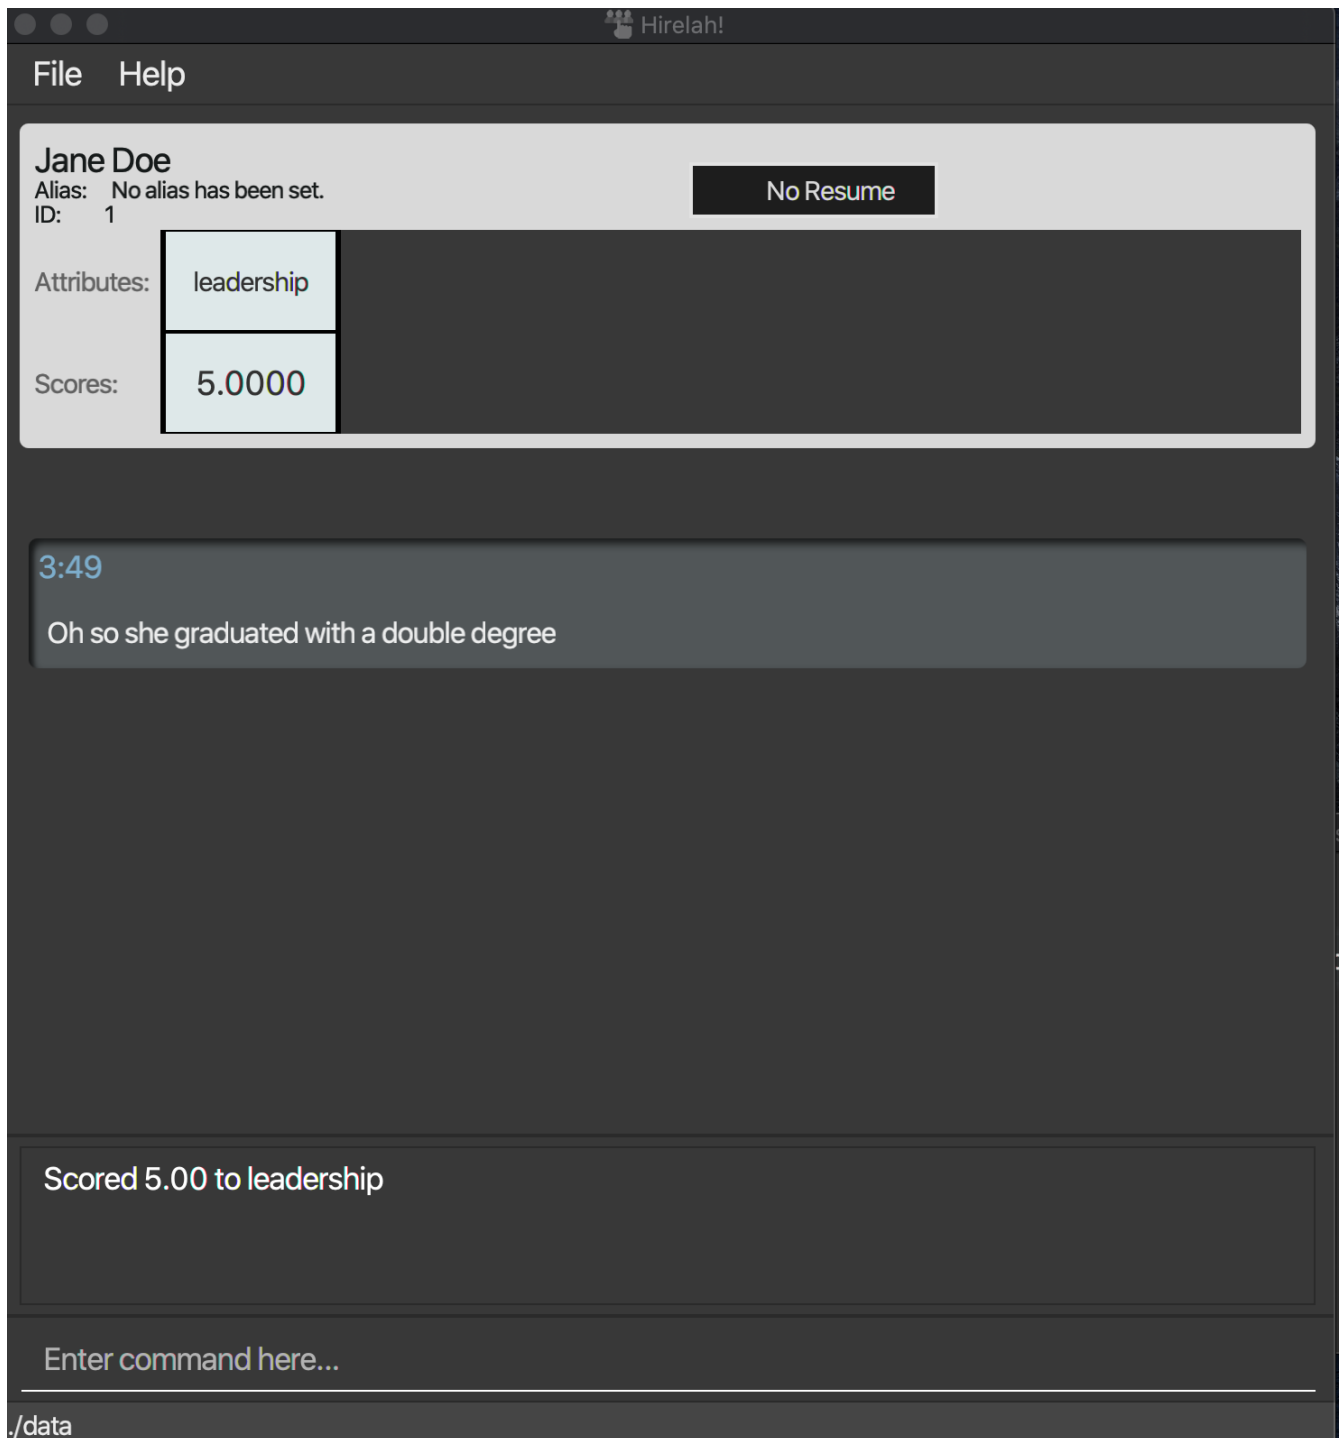 Hirelah!
File Help
Jane Doe
Alias: No alias has been set.
ID: 1
No Resume
Attributes: leadership
Scores: 5.0000
3:49
Oh so she graduated with a double degree
Scored 5.00 to leadership
Enter command here...
./data